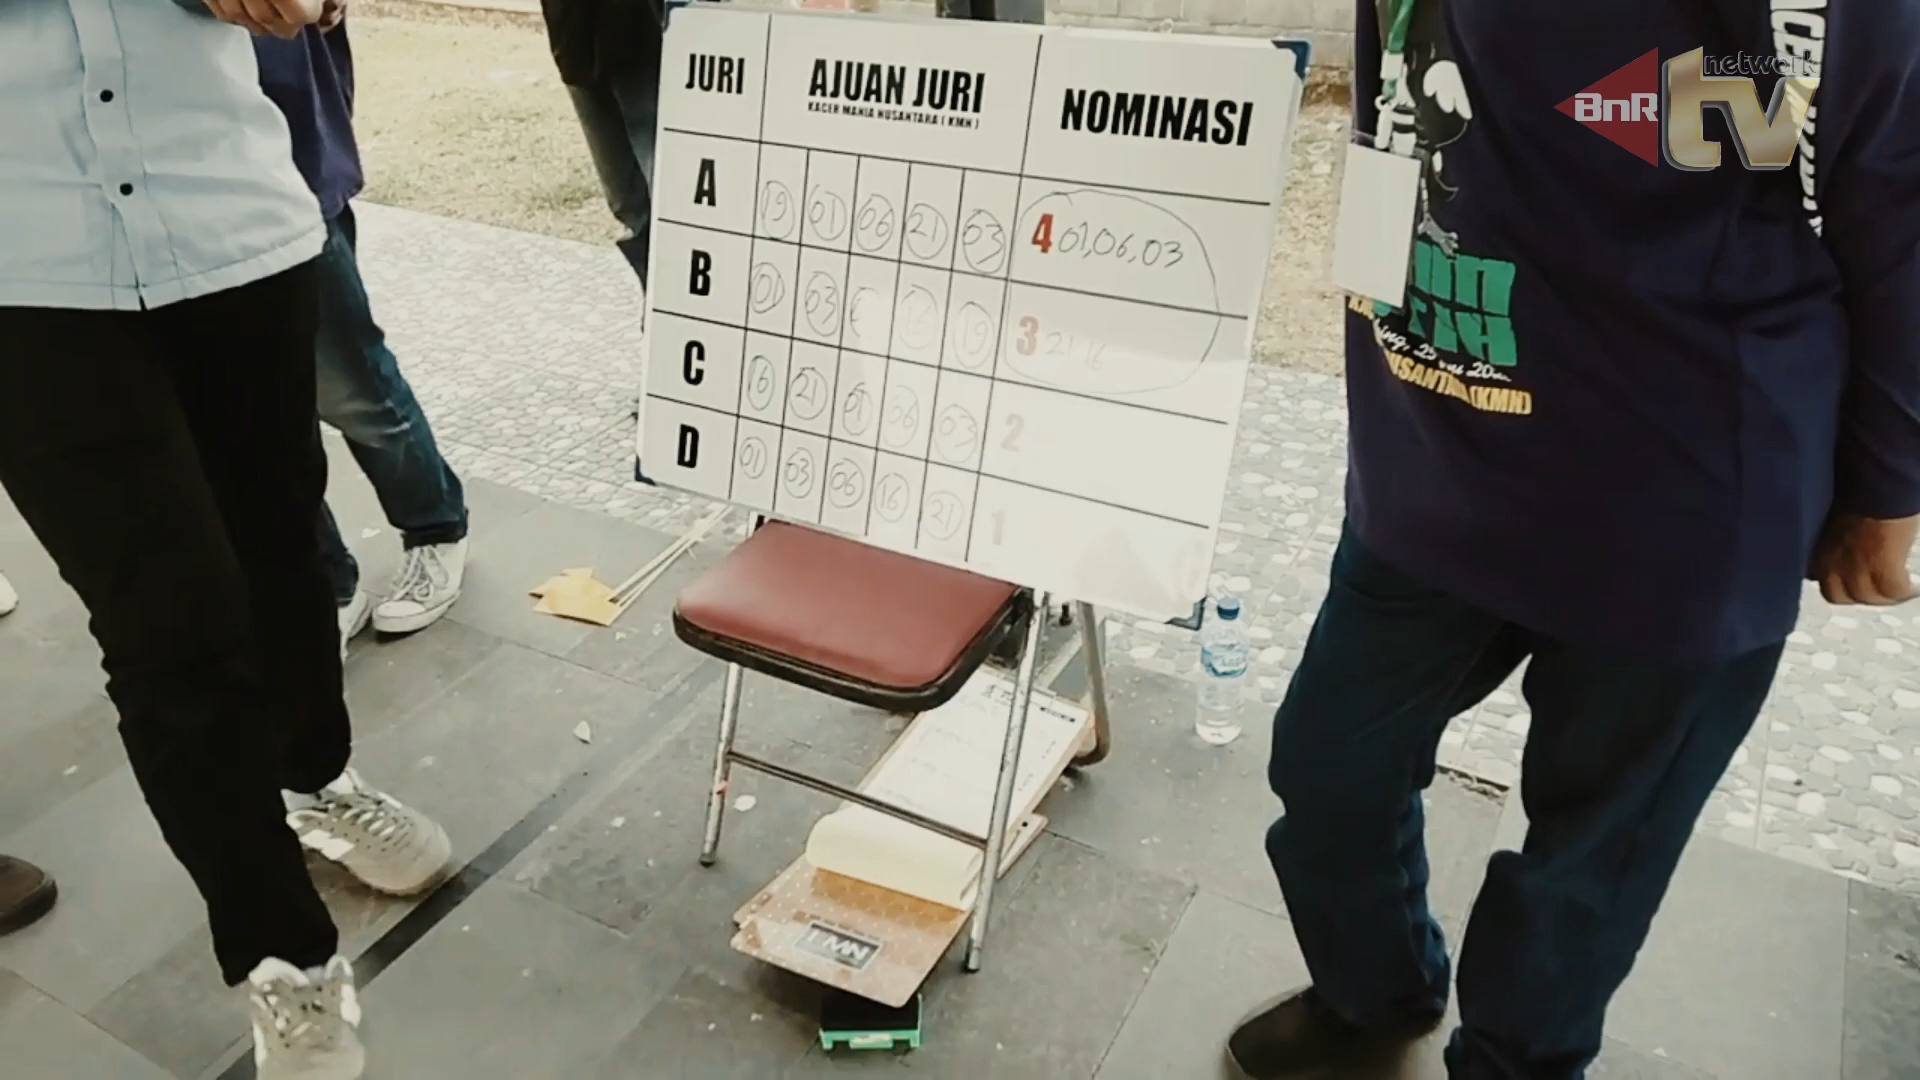 JURI
AJUAN JURI
KACER MANIA NUSANTARA ( KMN )
NOMINASI
A 19 01 06 21 03 4 01,06,03
B 01 03 16 19 3 21 16
C 16 21 01 06 03 2
D 01 03 06 16 21 1
BnR tv network
NUSANTARA (KMN)